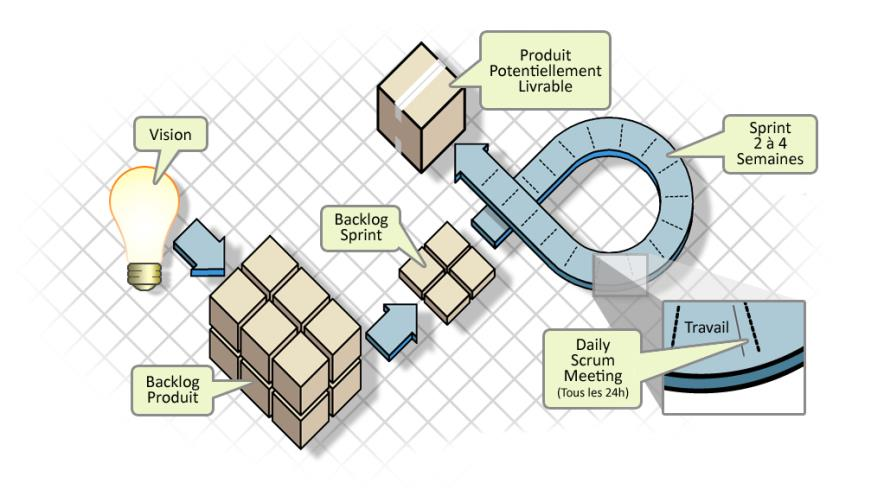 Produit
Potentiellement
Livrable
Vision
Sprint
2 à 4
Semaines
Backlog
Sprint
Travail
Daily
Scrum
Meeting
(Tous les 24h)
Backlog
Produit